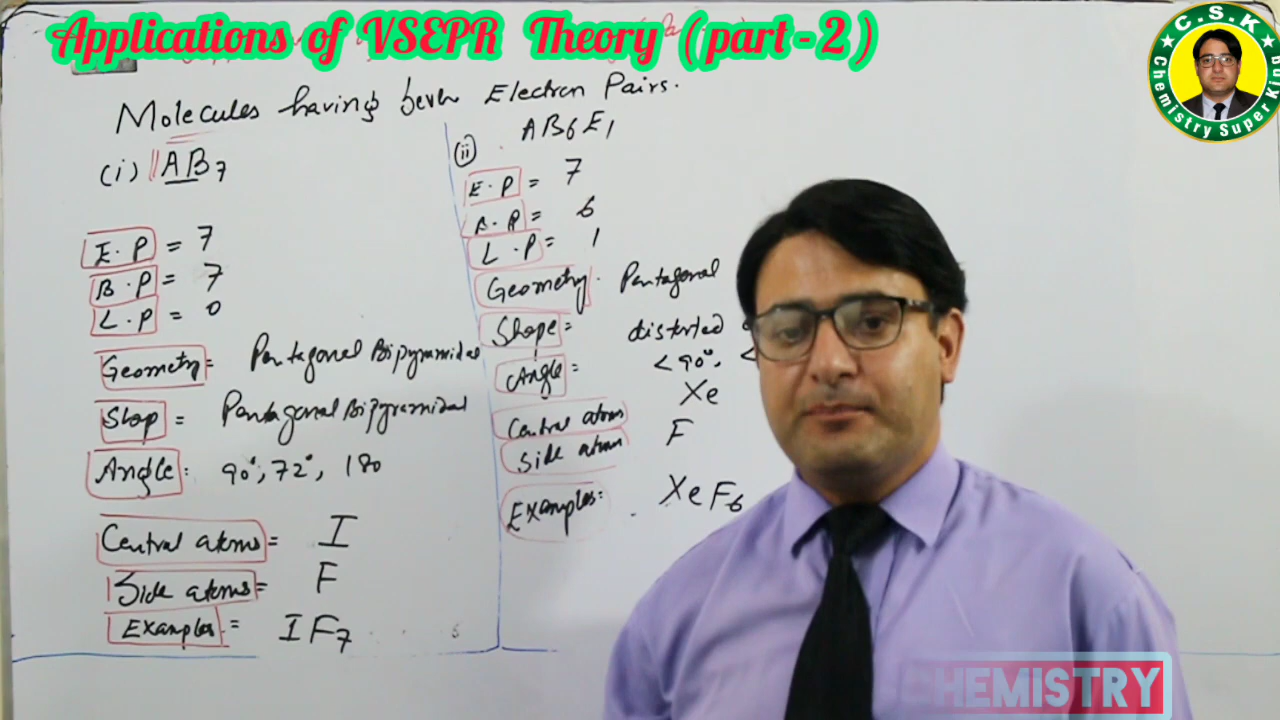 Applications of VSEPR Theory (part-2)
C.S.K
Chemistry Super King
Molecules having Seven Electron Pairs.
(i) AB7
E.P = 7
B.P = 7
L.P = 0
Geometry = Pentagonal Bipyramidal
Shap = Pentagonal Bipyramidal
Angle: 90°, 72°, 180
Central atoms = I
Side atoms = F
Examples. = IF7
(ii) AB6E1
E.P = 7
B.P = 6
L.P = 1
Geometry. Pentagonal
Shape = distorted
Angle = <90°, <
Central atoms Xe
Side atoms F
Examples: XeF6
CHEMISTRY